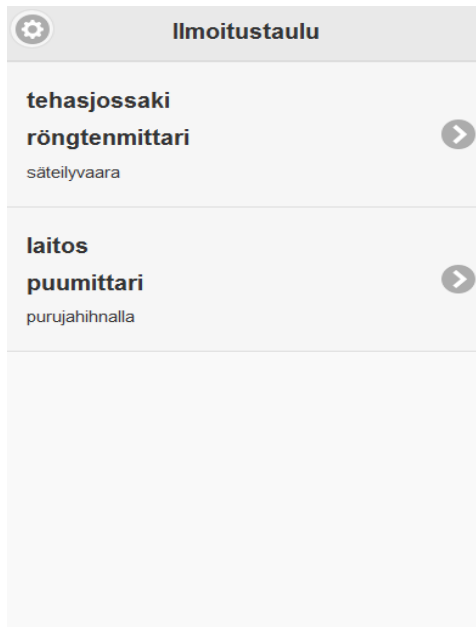 Ilmoitustaulu
tehasjossaki
röngtenmittari
säteilyvaara
laitos
puumittari
purujahihnalla